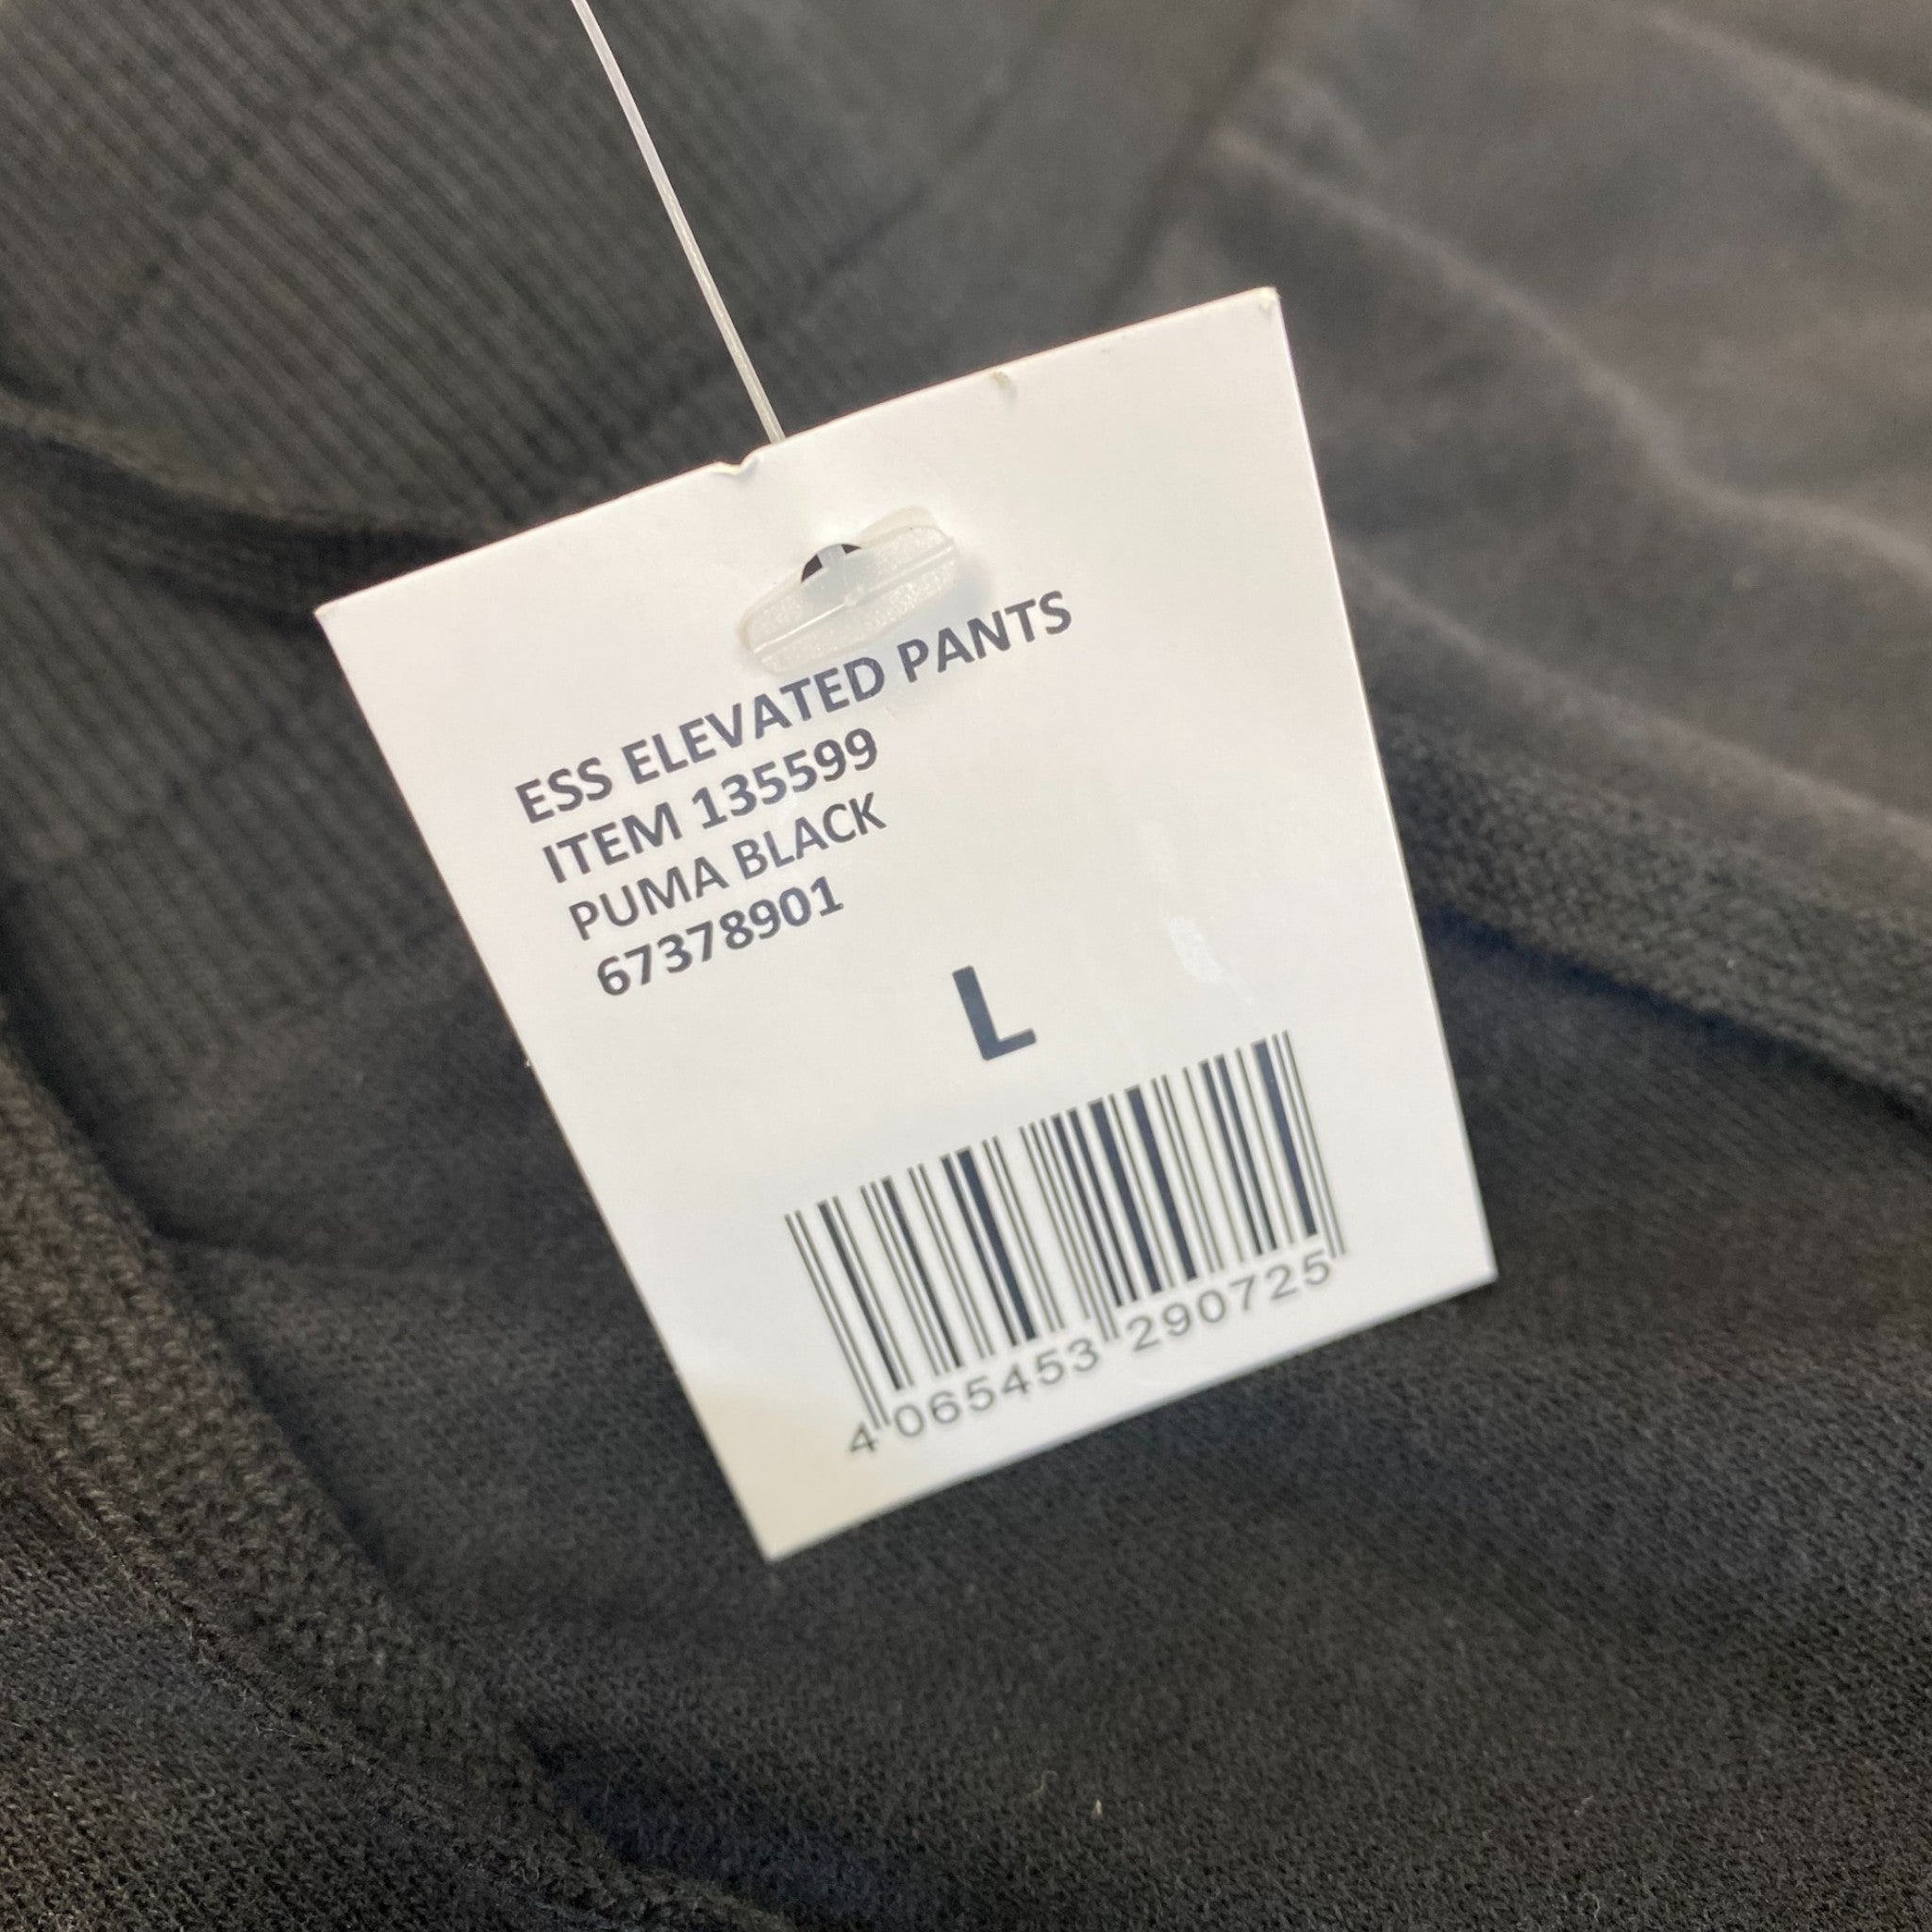 ESS ELEVATED PANTS
ITEM 135599
PUMA BLACK
67378901
L
4 065453 290725